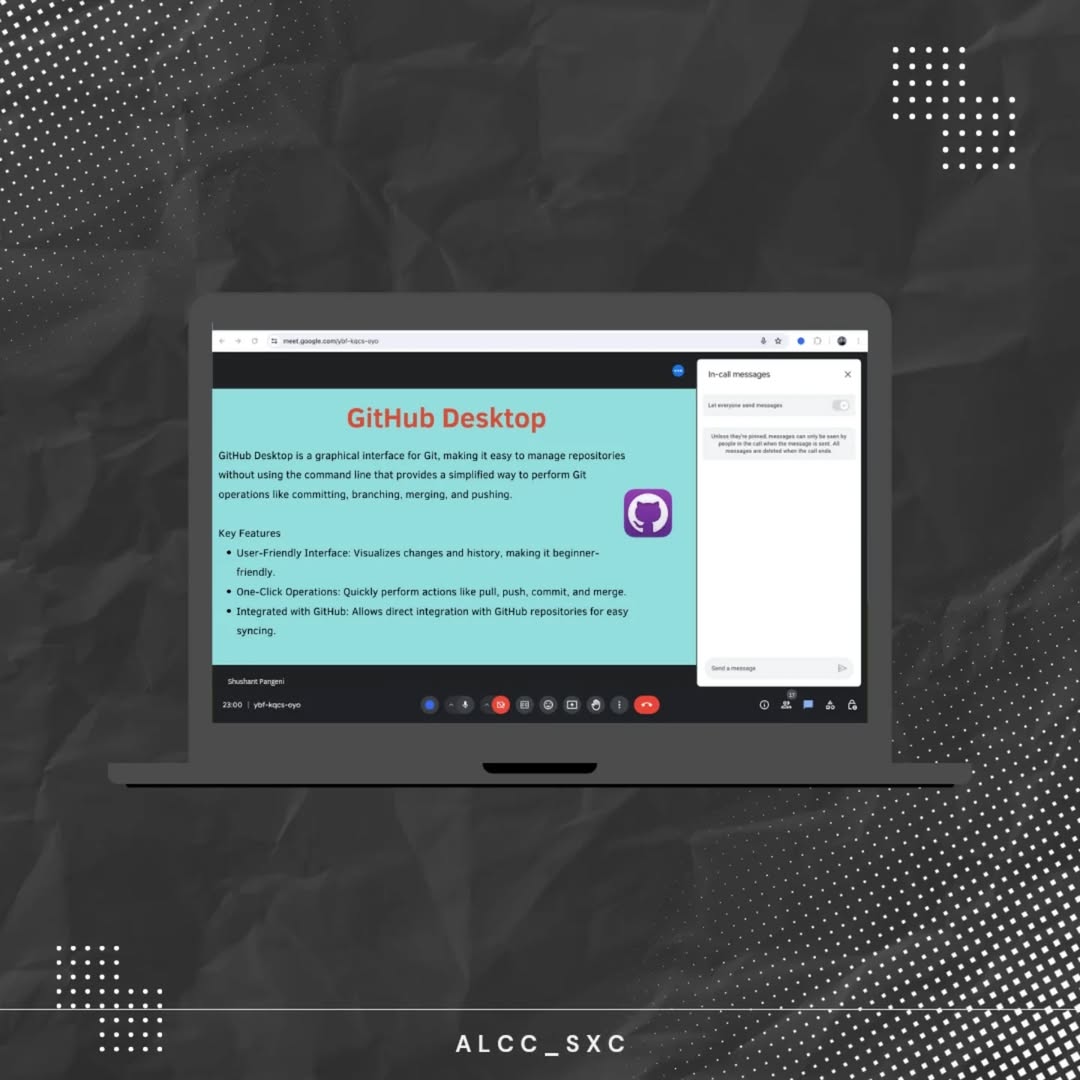 meet.google.com/ybf-kqcs-oyo
In-call messages
Let everyone send messages
Unless they're pinned, messages can only be seen by
people in the call when the message is sent. All
messages are deleted when the call ends.
GitHub Desktop
GitHub Desktop is a graphical interface for Git, making it easy to manage repositories
without using the command line that provides a simplified way to perform Git
operations like committing, branching, merging, and pushing.
Key Features
• User-Friendly Interface: Visualizes changes and history, making it beginner-
friendly.
• One-Click Operations: Quickly perform actions like pull, push, commit, and merge.
• Integrated with GitHub: Allows direct integration with GitHub repositories for easy
syncing.
Send a message
Shushant Pangeni
23:00 | ybf-kqcs-oyo
ALCC_SXC